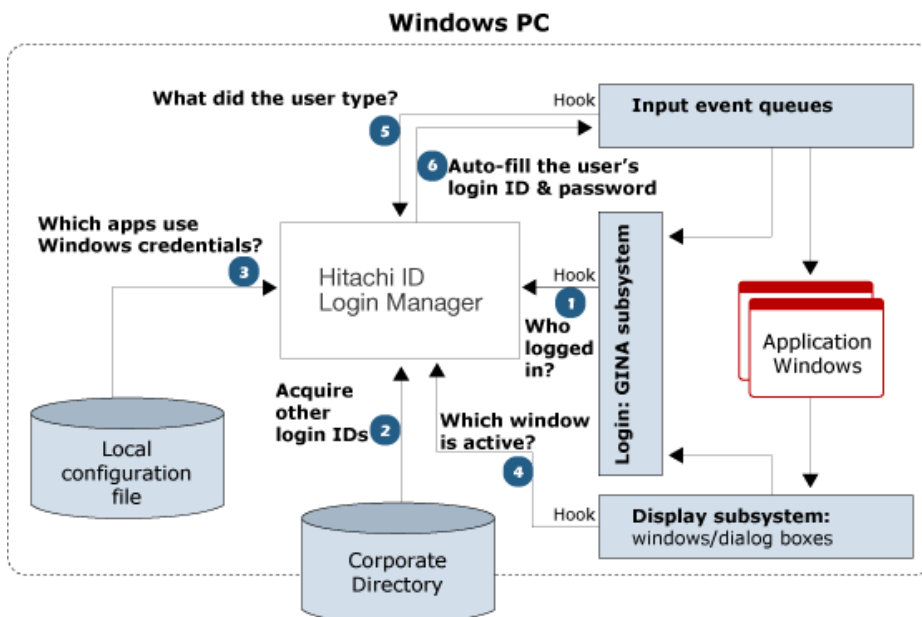 Windows PC
What did the user type?
5
Hook
Input event queues
6
Auto-fill the user's
login ID & password
Which apps use
Windows credentials?
3
Hitachi ID
Login Manager
Hook
1
Who
logged
in?
Login: GINA subsystem
Application
Windows
Acquire
other
login IDs
2
Which window
is active?
4
Hook
Local
configuration
file
Display subsystem:
windows/dialog boxes
Corporate
Directory